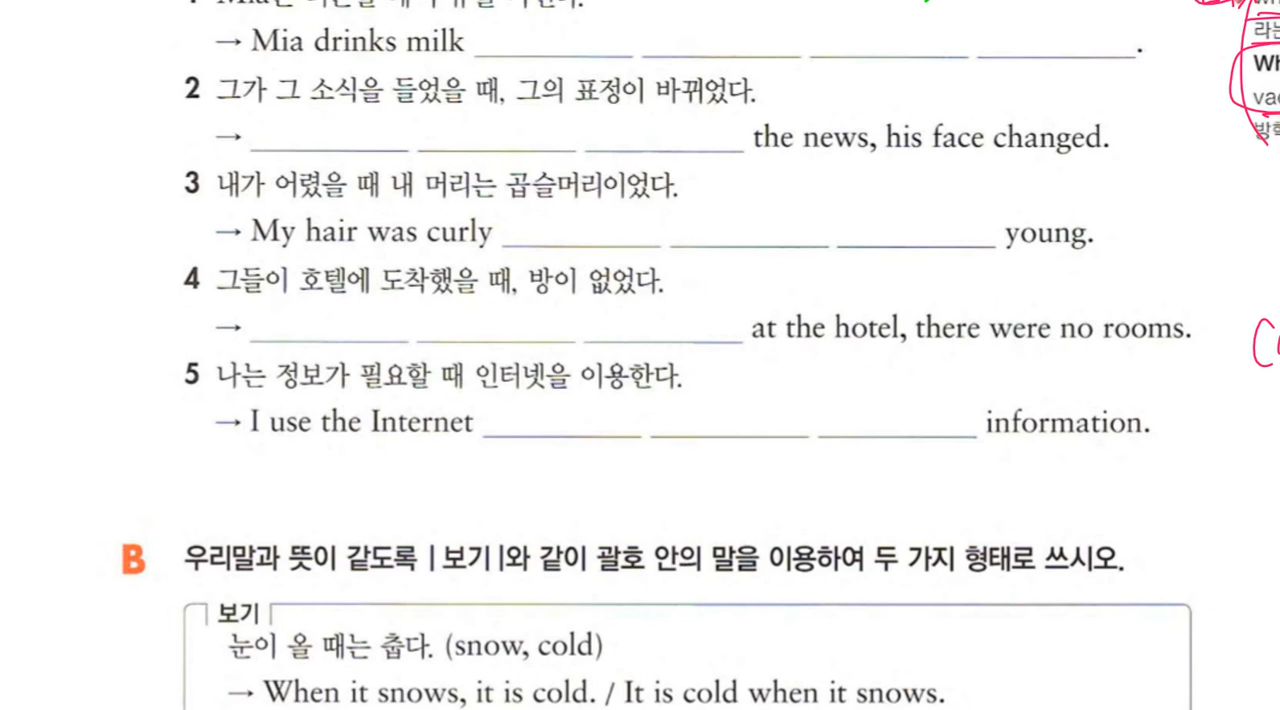 → Mia drinks milk ________ ________ ________ ________.
2 그가 그 소식을 들었을 때, 그의 표정이 바뀌었다.
→ ________ ________ ________ the news, his face changed.
3 내가 어렸을 때 내 머리는 곱슬머리이었다.
→ My hair was curly ________ ________ ________ young.
4 그들이 호텔에 도착했을 때, 방이 없었다.
→ ________ ________ ________ at the hotel, there were no rooms.
5 나는 정보가 필요할 때 인터넷을 이용한다.
→ I use the Internet ________ ________ ________ information.
B 우리말과 뜻이 같도록 | 보기 |와 같이 괄호 안의 말을 이용하여 두 가지 형태로 쓰시오.
보기
눈이 올 때는 춥다. (snow, cold)
→ When it snows, it is cold. / It is cold when it snows.